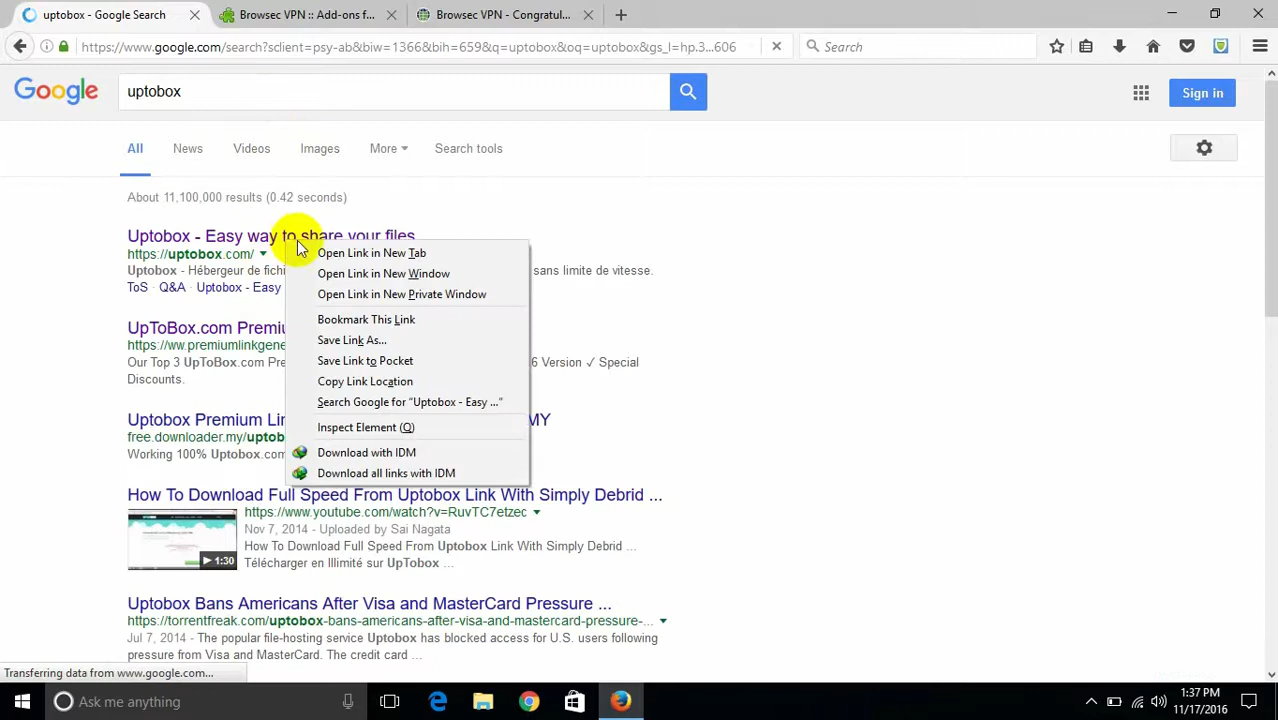 uptobox - Google Search
Browsec VPN :: Add-ons f...
Browsec VPN - Congratul...
https://www.google.com/search?sclient=psy-ab&biw=1366&bih=659&q=uptobox&oq=uptobox&gs_l=hp.3...606
Search
Google
uptobox
Sign in
All
News
Videos
Images
More
Search tools
About 11,100,000 results (0.42 seconds)
Uptobox - Easy way to share your files
https://uptobox.com/
Uptobox - Hébergeur de fichi
sans limite de vitesse.
ToS · Q&A · Uptobox - Easy
Open Link in New Tab
Open Link in New Window
Open Link in New Private Window
Bookmark This Link
Save Link As...
Save Link to Pocket
Copy Link Location
Search Google for "Uptobox - Easy ..."
Inspect Element (Q)
Download with IDM
Download all links with IDM
UpToBox.com Premi
https://ww.premiumlinkgene
Our Top 3 UpToBox.com Pre
6 Version ✓ Special
Discounts.
Uptobox Premium Lin
MY
free.downloader.my/uptob
Working 100% Uptobox.com
How To Download Full Speed From Uptobox Link With Simply Debrid ...
https://www.youtube.com/watch?v=RuvTC7etzec
Nov 7, 2014 - Uploaded by Sai Nagata
How To Download Full Speed From Uptobox Link With Simply Debrid ...
Télécharger en Illimité sur UpTobox ...
1:30
Uptobox Bans Americans After Visa and MasterCard Pressure ...
https://torrentfreak.com/uptobox-bans-americans-after-visa-and-mastercard-pressure-...
Jul 7, 2014 - The popular file-hosting service Uptobox has blocked access for U.S. users following
pressure from Visa and MasterCard. The credit card ...
Transferring data from www.google.com...
Ask me anything
1:37 PM
11/17/2016